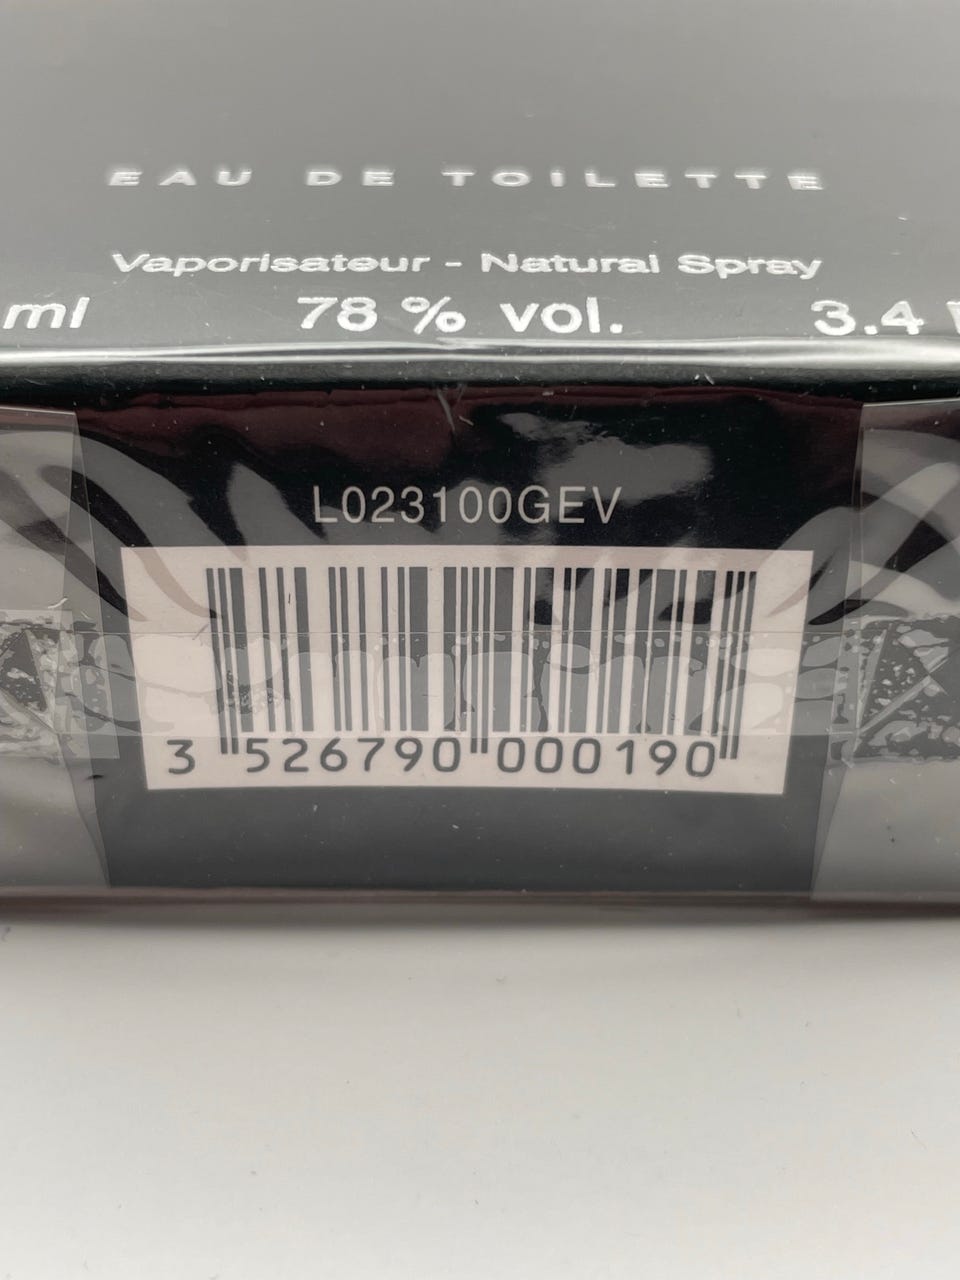 EAU DE TOILETTE
Vaporisateur - Natural Spray
ml 78 % vol. 3.4
L023100GEV
3 526790 000190